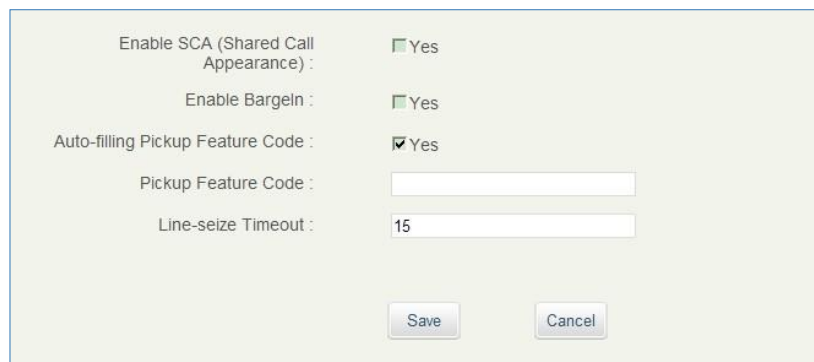 Enable SCA (Shared Call
Appearance) :
Yes
Enable BargeIn :
Yes
Auto-filling Pickup Feature Code :
Yes
Pickup Feature Code :
Line-seize Timeout :
15
Save
Cancel